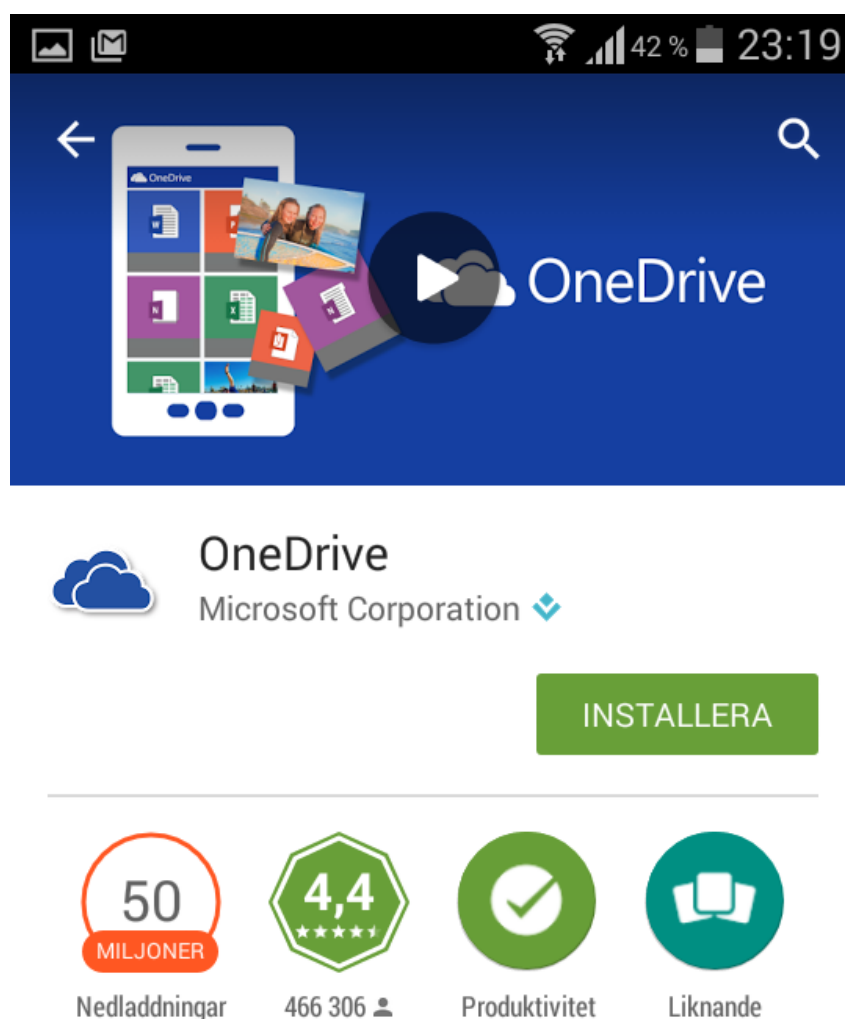 42 % 23:19
OneDrive
OneDrive
W
P
N
X
N
OneDrive
Microsoft Corporation
INSTALLERA
50
MILJONER
4,4
Nedladdningar
466 306
Produktivitet
Liknande